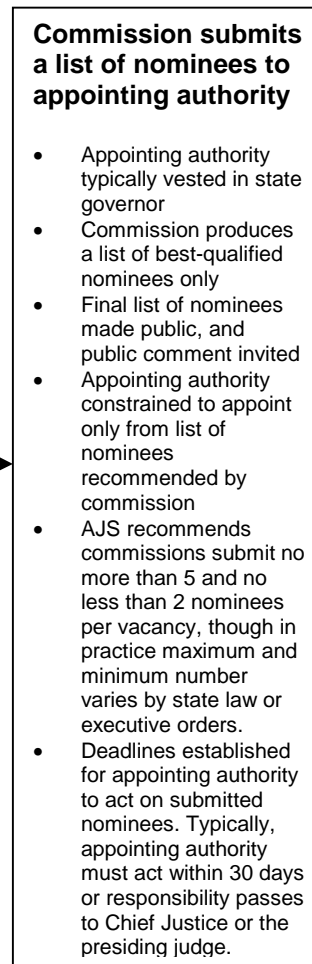 Commission submits
a list of nominees to
appointing authority
• Appointing authority
typically vested in state
governor
• Commission produces
a list of best-qualified
nominees only
• Final list of nominees
made public, and
public comment invited
• Appointing authority
constrained to appoint
only from list of
nominees
recommended by
commission
• AJS recommends
commissions submit no
more than 5 and no
less than 2 nominees
per vacancy, though in
practice maximum and
minimum number
varies by state law or
executive orders.
• Deadlines established
for appointing authority
to act on submitted
nominees. Typically,
appointing authority
must act within 30 days
or responsibility passes
to Chief Justice or the
presiding judge.